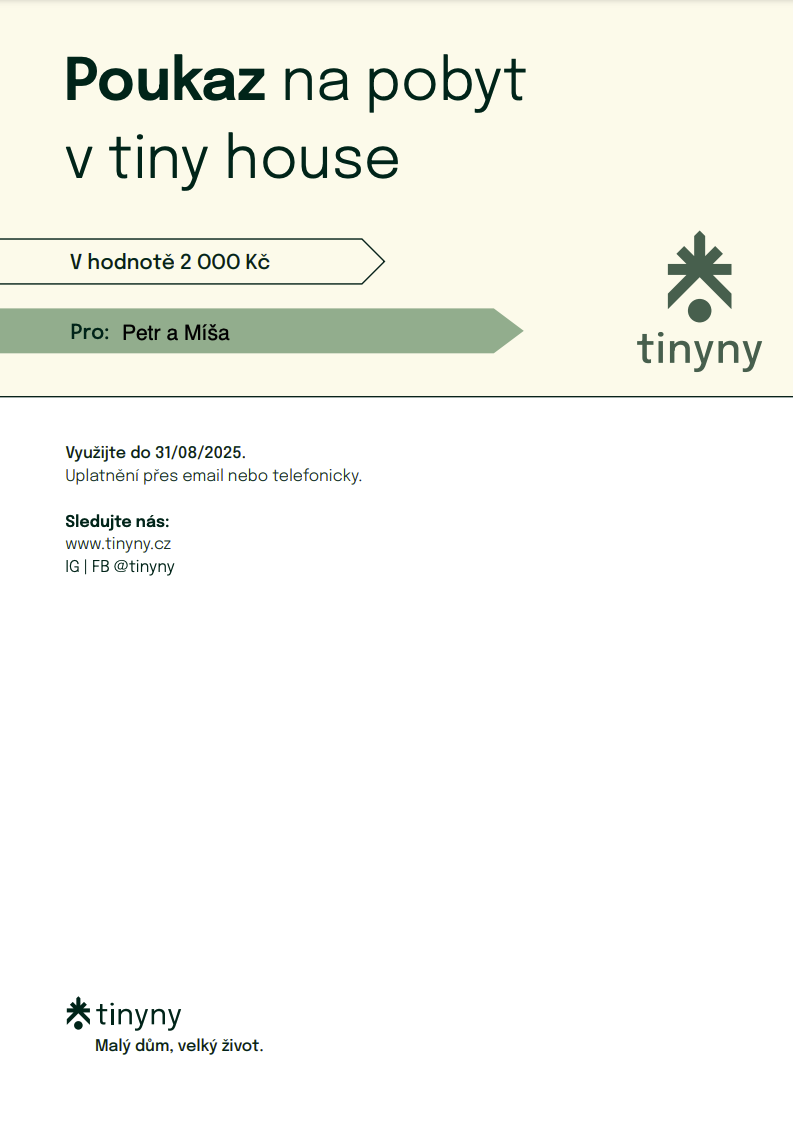 Poukaz na pobyt
v tiny house
V hodnotě 2 000 Kč
Pro: Petr a Míša
tinyny
Využijte do 31/08/2025.
Uplatnění přes email nebo telefonicky.
Sledujte nás:
www.tinyny.cz
IG | FB @tinyny
tinyny
Malý dům, velký život.